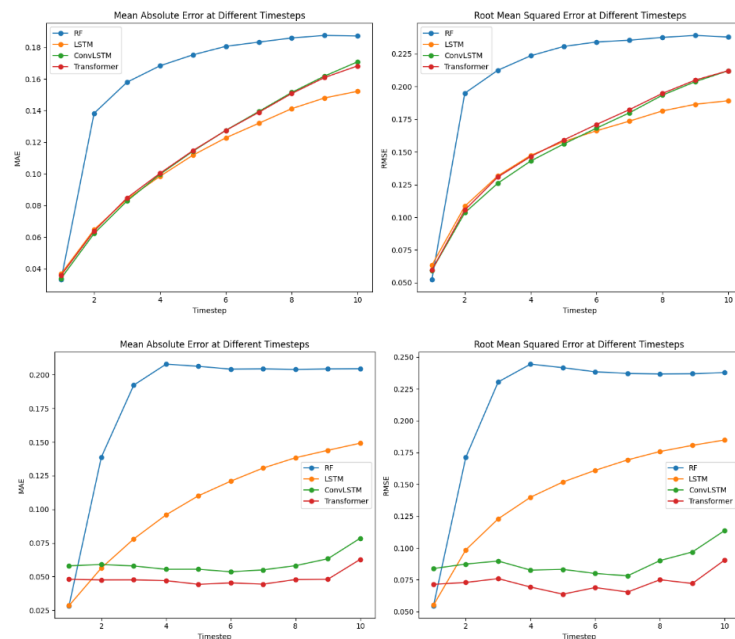 Mean Absolute Error at Different Timesteps
RF
LSTM
ConvLSTM
Transformer
0.18
0.16
0.14
0.12
0.10
0.08
0.06
0.04
MAE
2
4
6
8
10
Timestep
Root Mean Squared Error at Different Timesteps
RF
LSTM
ConvLSTM
Transformer
0.225
0.200
0.175
0.150
0.125
0.100
0.075
0.050
RMSE
2
4
6
8
10
Timestep
Mean Absolute Error at Different Timesteps
0.200
0.175
0.150
0.125
0.100
0.075
0.050
0.025
MAE
RF
LSTM
ConvLSTM
Transformer
2
4
6
8
10
Timestep
Root Mean Squared Error at Different Timesteps
0.250
0.225
0.200
0.175
0.150
0.125
0.100
0.075
0.050
RMSE
RF
LSTM
ConvLSTM
Transformer
2
4
6
8
10
Timestep